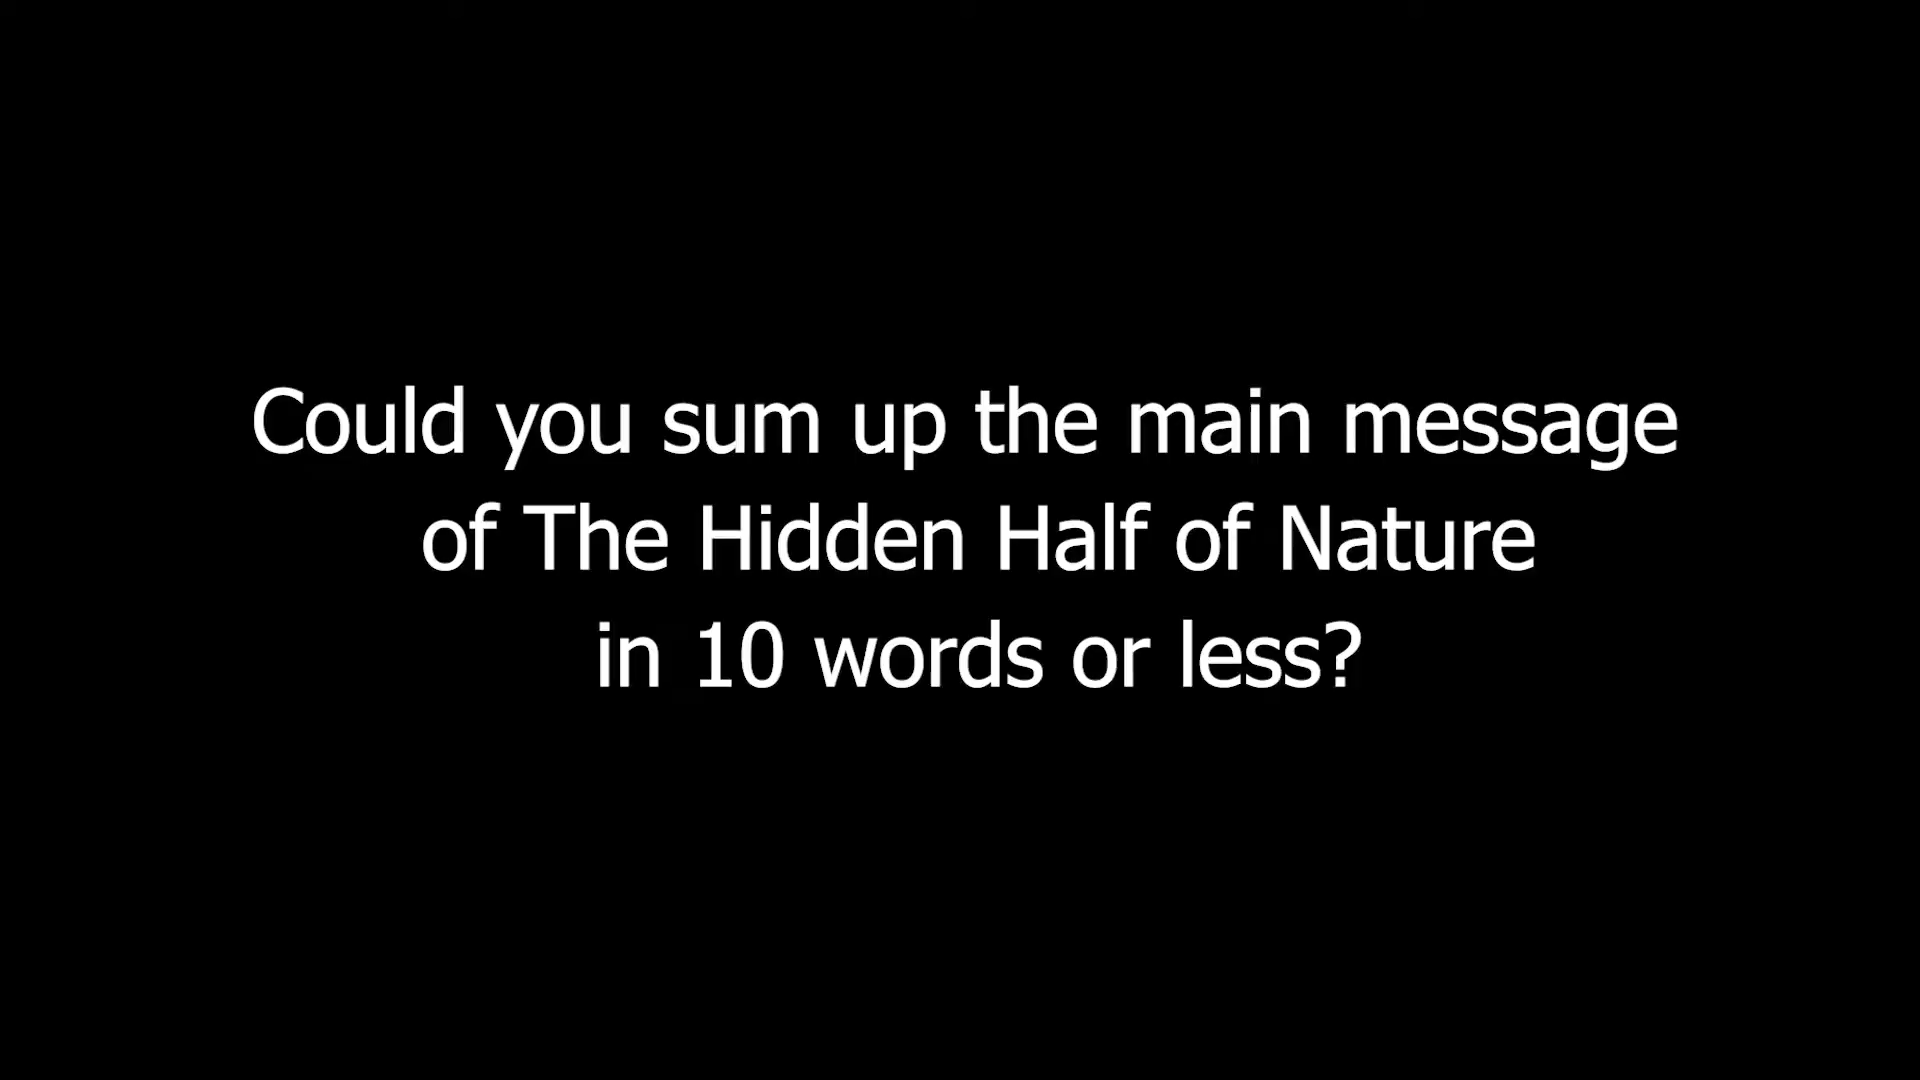 Could you sum up the main message
of The Hidden Half of Nature
in 10 words or less?